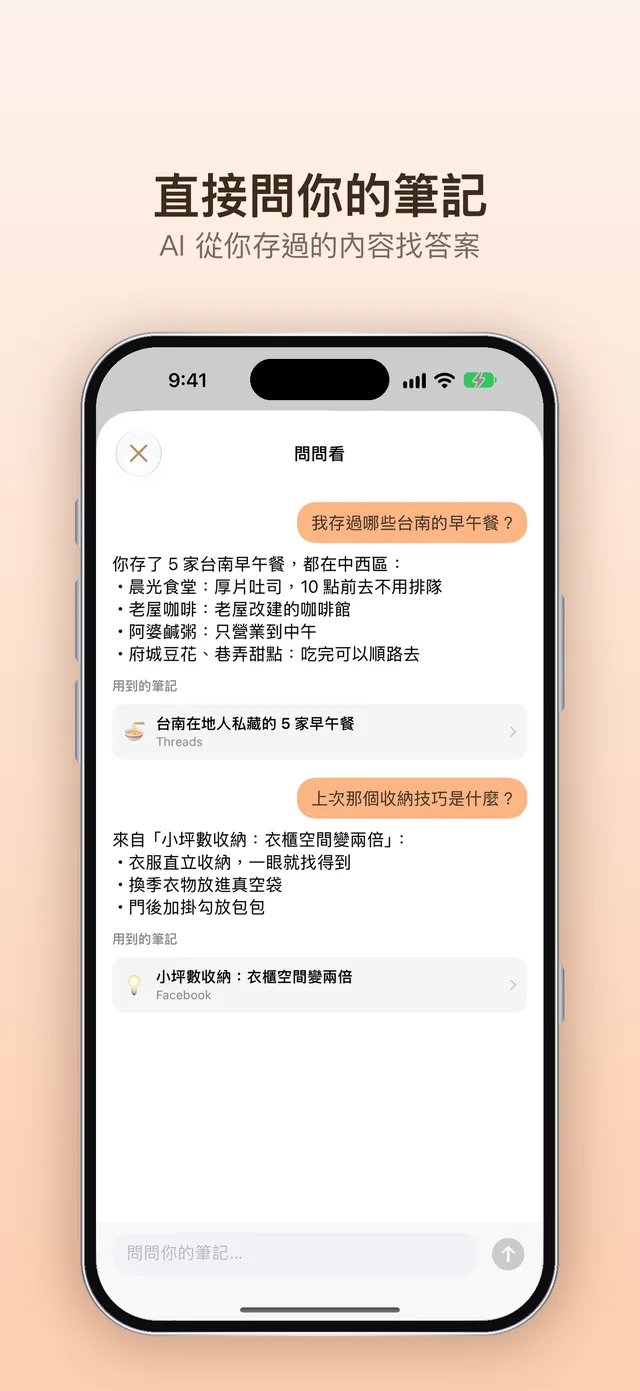 直接問你的筆記
AI 從你存過的內容找答案
9:41
問問看
我存過哪些台南的早午餐？
你存了 5 家台南早午餐，都在中西區：
・晨光食堂：厚片吐司，10 點前去不用排隊
・老屋咖啡：老屋改建的咖啡館
・阿婆鹹粥：只營業到中午
・府城豆花、巷弄甜點：吃完可以順路去
用到的筆記
台南在地人私藏的 5 家早午餐
Threads
上次那個收納技巧是什麼？
來自「小坪數收納：衣櫃空間變兩倍」：
・衣服直立收納，一眼就找得到
・換季衣物放進真空袋
・門後加掛勾放包包
用到的筆記
小坪數收納：衣櫃空間變兩倍
Facebook
問問你的筆記...